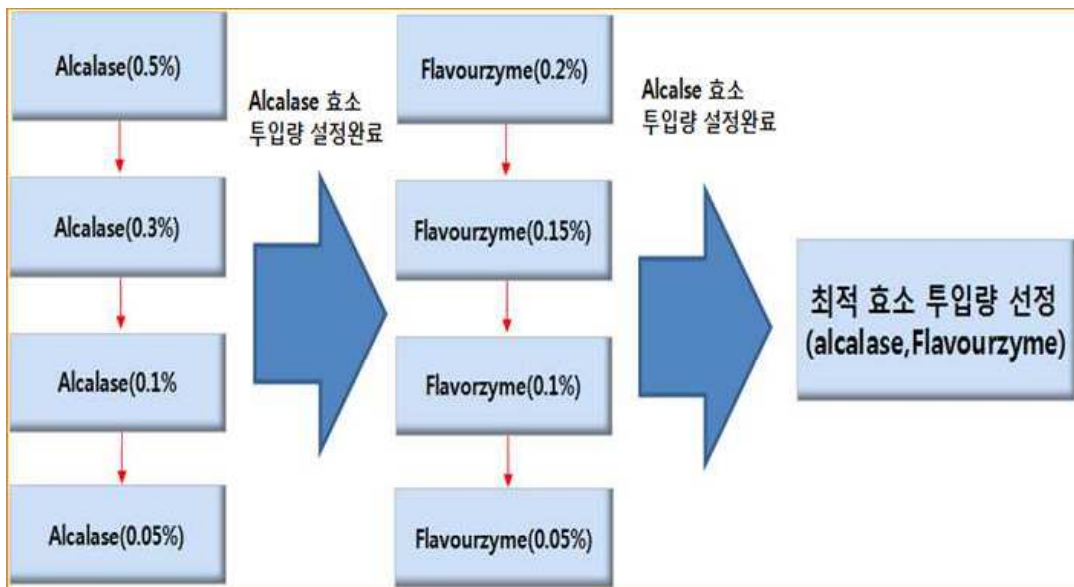 Alcalase(0.5%)
Alcalase(0.3%)
Alcalase(0.1%
Alcalase(0.05%)
Alcalase 효소
투입량 설정완료
Flavourzyme(0.2%)
Flavourzyme(0.15%)
Flavorzyme(0.1%)
Flavourzyme(0.05%)
Alcalse 효소
투입량 설정완료
최적 효소 투입량 선정
(alcalase,Flavourzyme)